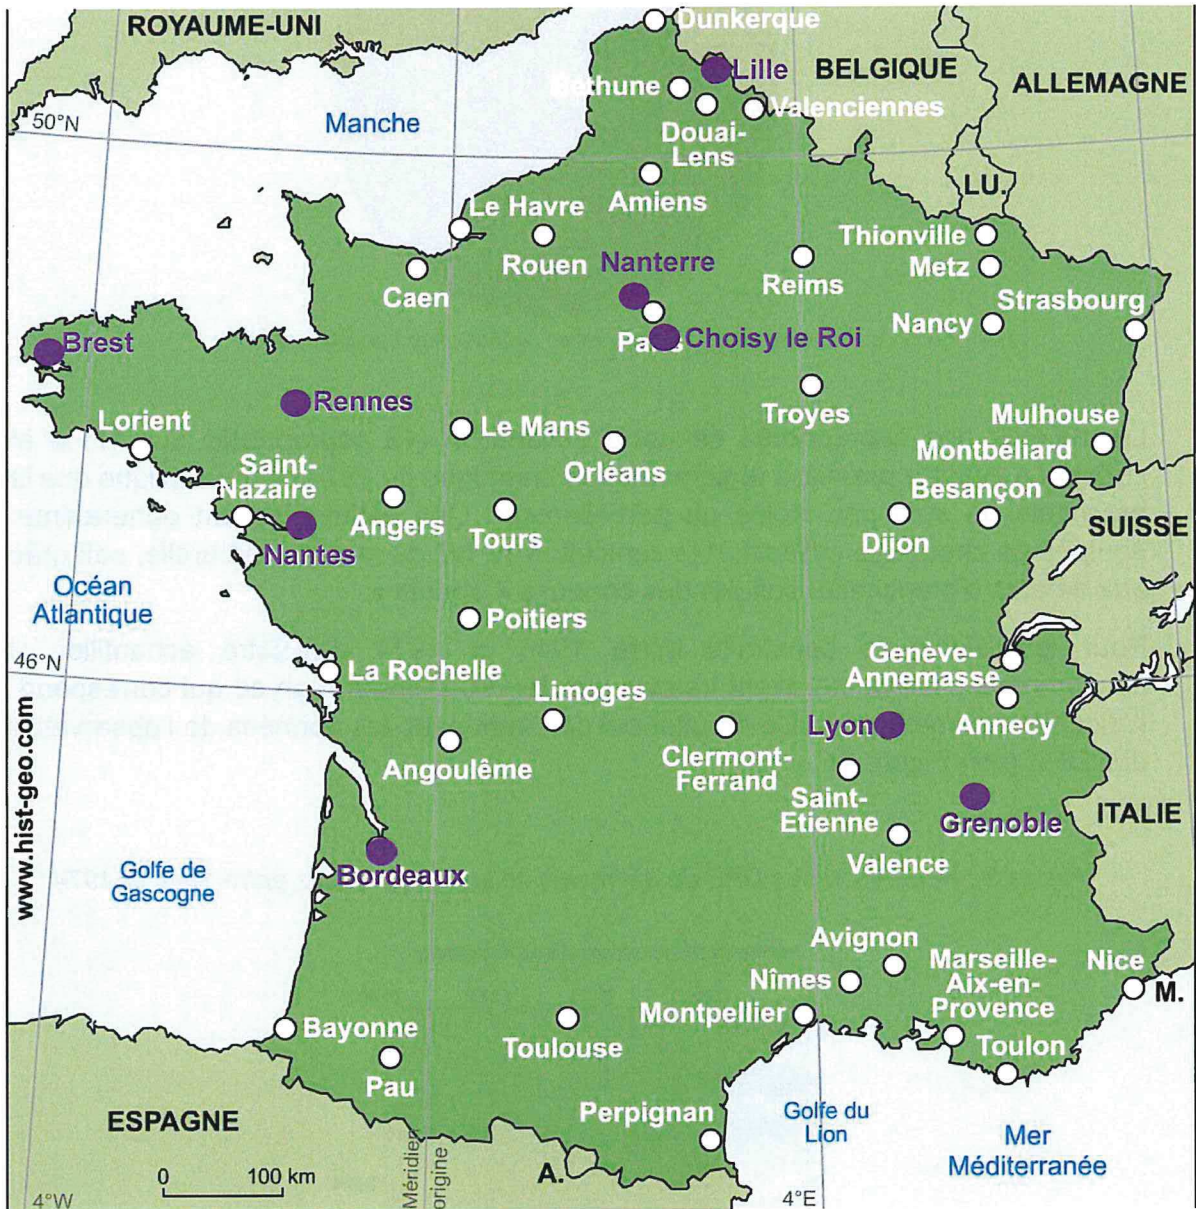 ROYAUME-UNI
Dunkerque
Lille
BELGIQUE
ALLEMAGNE
Béthune
Valenciennes
50°N
Manche
Douai-
Lens
LU.
Amiens
Le Havre
Thionville
Rouen
Nanterre
Metz
Reims
Caen
Strasbourg
Nancy
Brest
Paris
Choisy le Roi
Rennes
Troyes
Lorient
Le Mans
Mulhouse
Orléans
Montbéliard
Saint-
Nazaire
Besançon
Angers
Tours
SUISSE
Dijon
Nantes
Océan
Atlantique
Poitiers
46°N
La Rochelle
Genève-
Annemasse
Limoges
Lyon
Annecy
Clermont-
Ferrand
Angoulême
Saint-
Etienne
ITALIE
Grenoble
www.hist-geo.com
Valence
Golfe de
Gascogne
Bordeaux
Avignon
Marseille-
Aix-en-
Provence
Nice
Nîmes
M.
Montpellier
Bayonne
Toulouse
Toulon
Pau
Perpignan
Golfe du
Lion
ESPAGNE
Mer
Méditerranée
Méridien
origine
A.
0 100 km
4°W
4°E